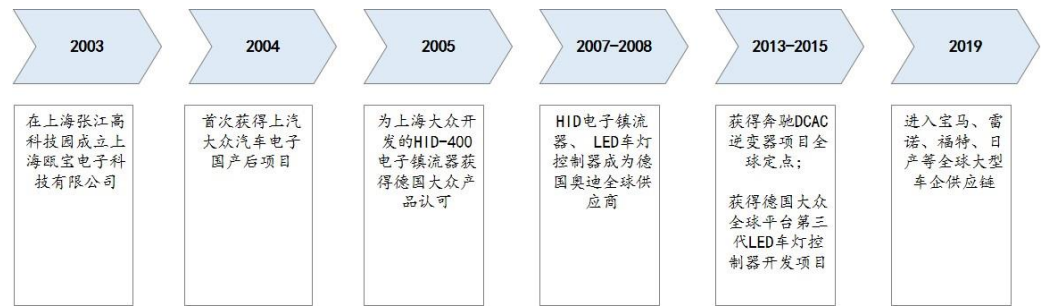 2003
2004
2005
2007-2008
2013-2015
2019
在上海张江高
科技园成立上
海瓯宝电子科
技有限公司
首次获得上汽
大众汽车电子
国产后项目
为上海大众开
发的HID-400
电子镇流器获
得德国大众产
品认可
HID电子镇流
器、 LED车灯
控制器成为德
国奥迪全球供
应商
获得奔驰DCAC
逆变器项目全
球定点；
获得德国大众
全球平台第三
代LED车灯控
制器开发项目
进入宝马、雷
诺、福特、日
产等全球大型
车企供应链